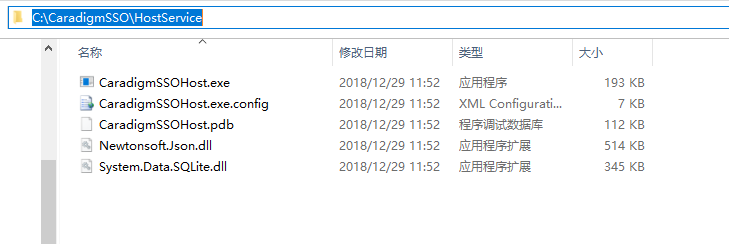 C:\CaradigmSSO\HostService
名称 修改日期 类型 大小
CaradigmSSOHost.exe 2018/12/29 11:52 应用程序 193 KB
CaradigmSSOHost.exe.config 2018/12/29 11:52 XML Configurati... 7 KB
CaradigmSSOHost.pdb 2018/12/29 11:52 程序调试数据库 112 KB
Newtonsoft.Json.dll 2018/12/29 11:52 应用程序扩展 514 KB
System.Data.SQLite.dll 2018/12/29 11:52 应用程序扩展 345 KB